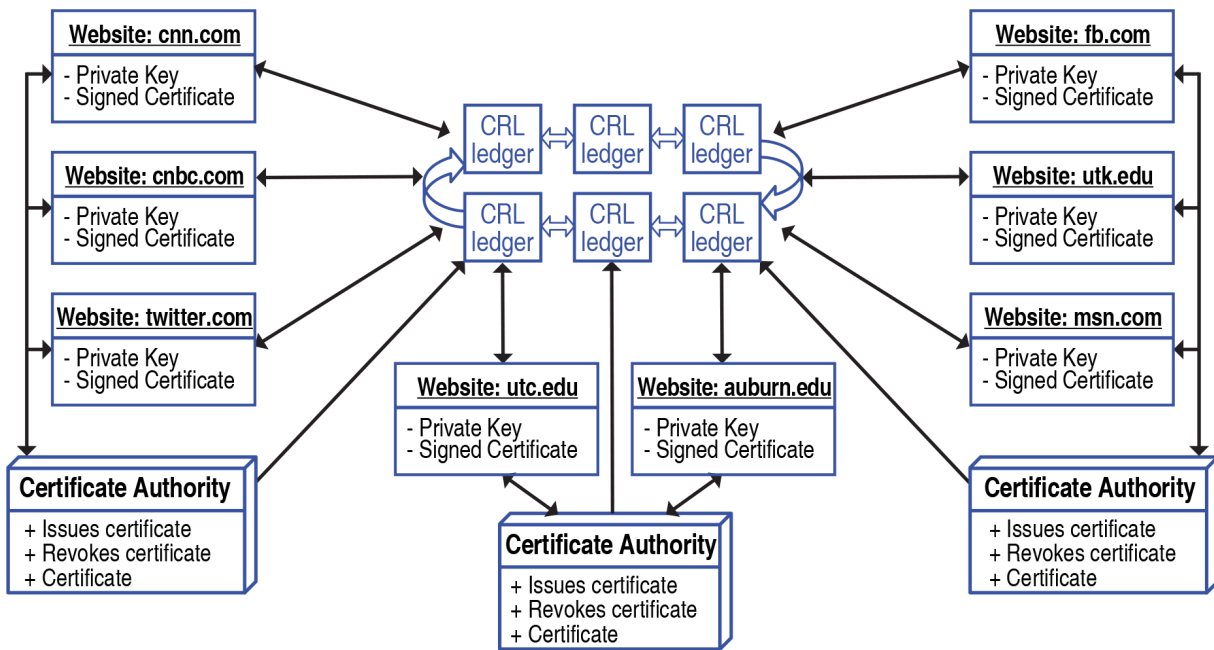 Website: cnn.com
- Private Key
- Signed Certificate
Website: cnbc.com
- Private Key
- Signed Certificate
Website: twitter.com
- Private Key
- Signed Certificate
Certificate Authority
+ Issues certificate
+ Revokes certificate
+ Certificate
CRL
ledger
CRL
ledger
CRL
ledger
CRL
ledger
CRL
ledger
CRL
ledger
Website: utc.edu
- Private Key
- Signed Certificate
Website: auburn.edu
- Private Key
- Signed Certificate
Certificate Authority
+ Issues certificate
+ Revokes certificate
+ Certificate
Website: fb.com
- Private Key
- Signed Certificate
Website: utk.edu
- Private Key
- Signed Certificate
Website: msn.com
- Private Key
- Signed Certificate
Certificate Authority
+ Issues certificate
+ Revokes certificate
+ Certificate